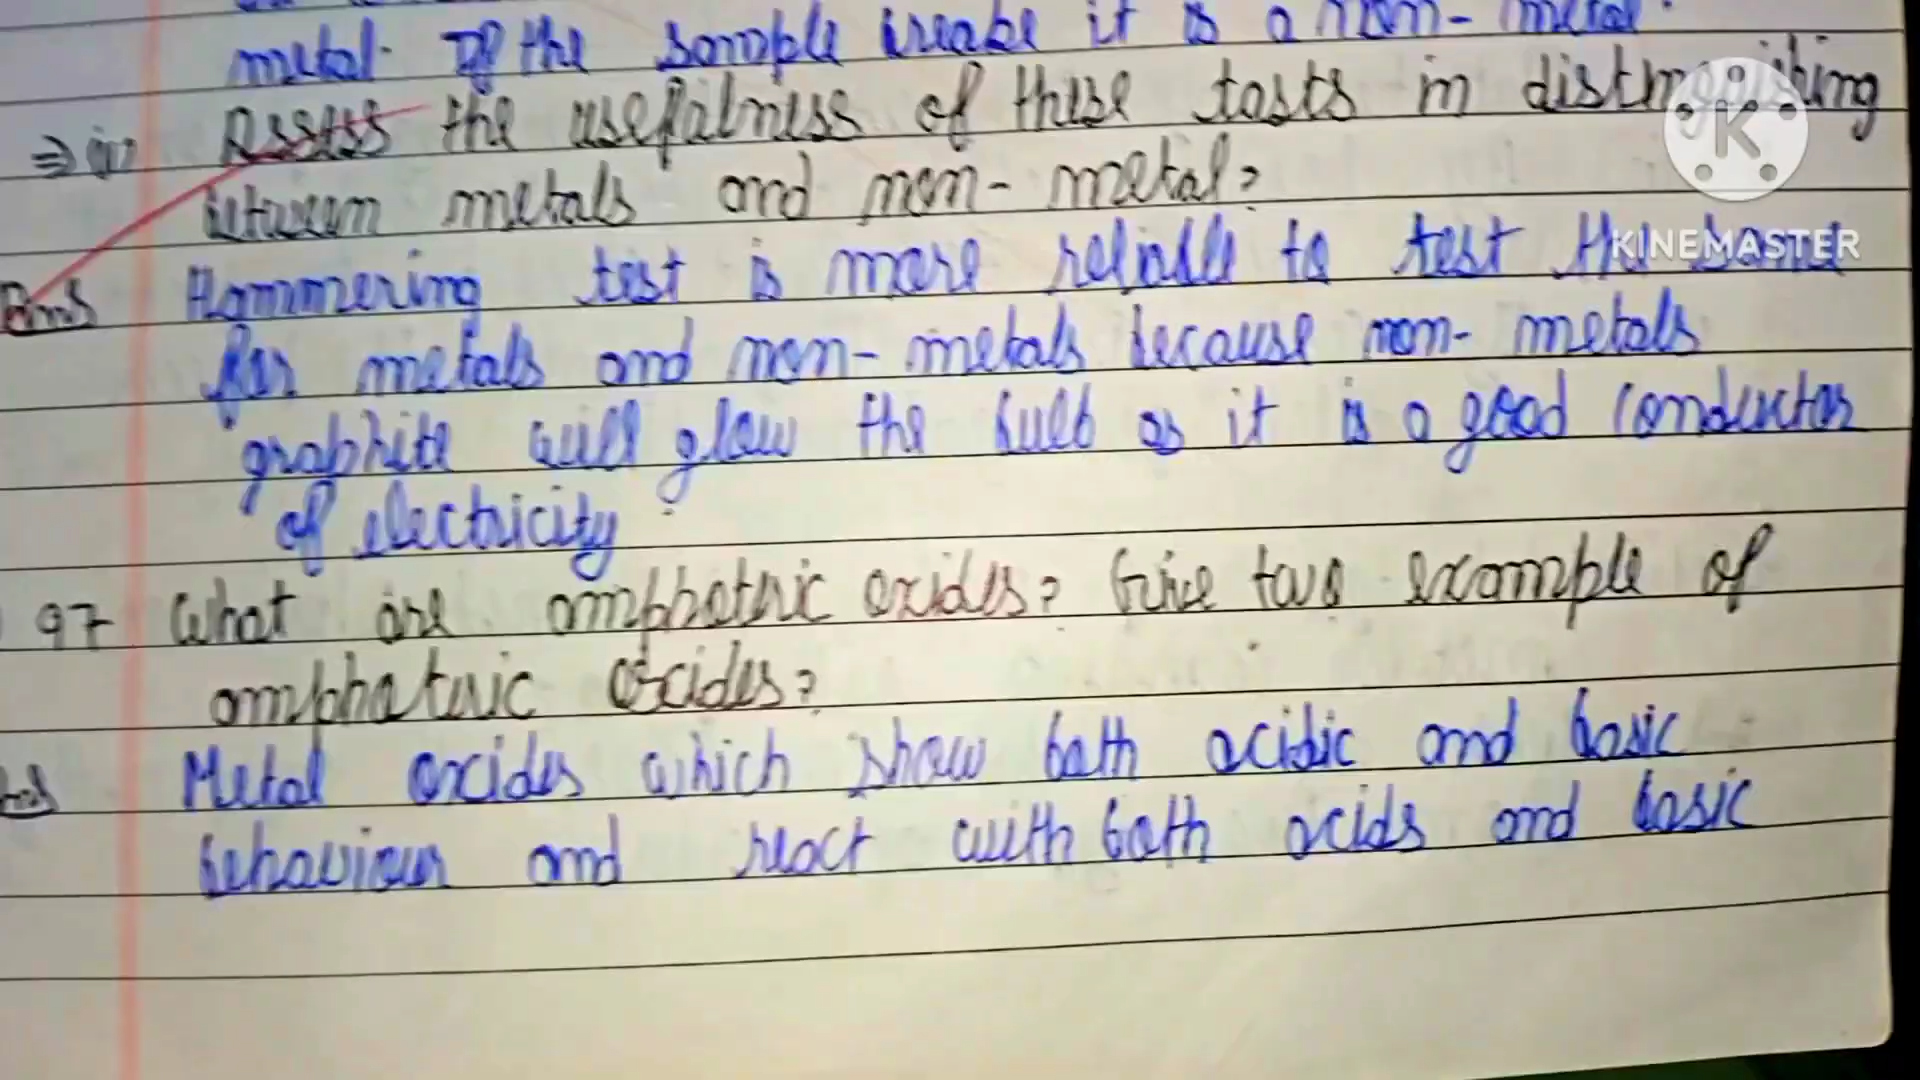 metal. If the sample break it is a non-metal.
⇒ (ii) Assess the usefulness of these tests in distinguishing
between metals and non-metal?
Ans Hammering test is more reliable to test the
for metals and non-metals because non-metals
graphite will glow the bulb as it is a good conductor
of electricity.
97 What are amphoteric oxides? Give two example of
amphoteric oxides?
Ans Metal oxides which show both acidic and basic
behaviour and react with both acids and basic
K
KINEMASTER